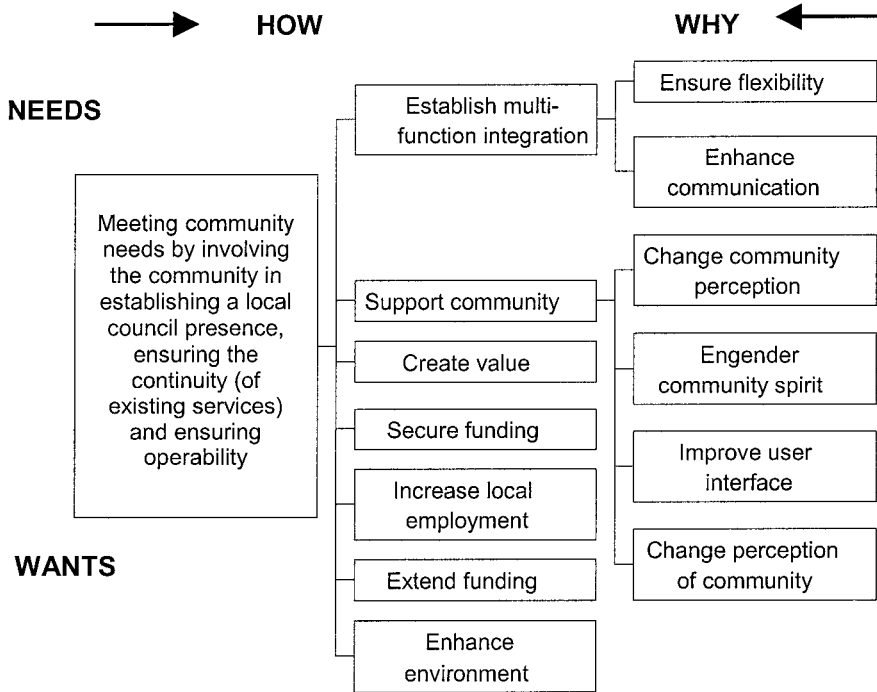 HOW
WHY
NEEDS
Meeting community
needs by involving
the community in
establishing a local
council presence,
ensuring the
continuity (of
existing services)
and ensuring
operability
WANTS
Establish multi-
function integration
Support community
Create value
Secure funding
Increase local
employment
Extend funding
Enhance
environment
Ensure flexibility
Enhance
communication
Change community
perception
Engender
community spirit
Improve user
interface
Change perception
of community